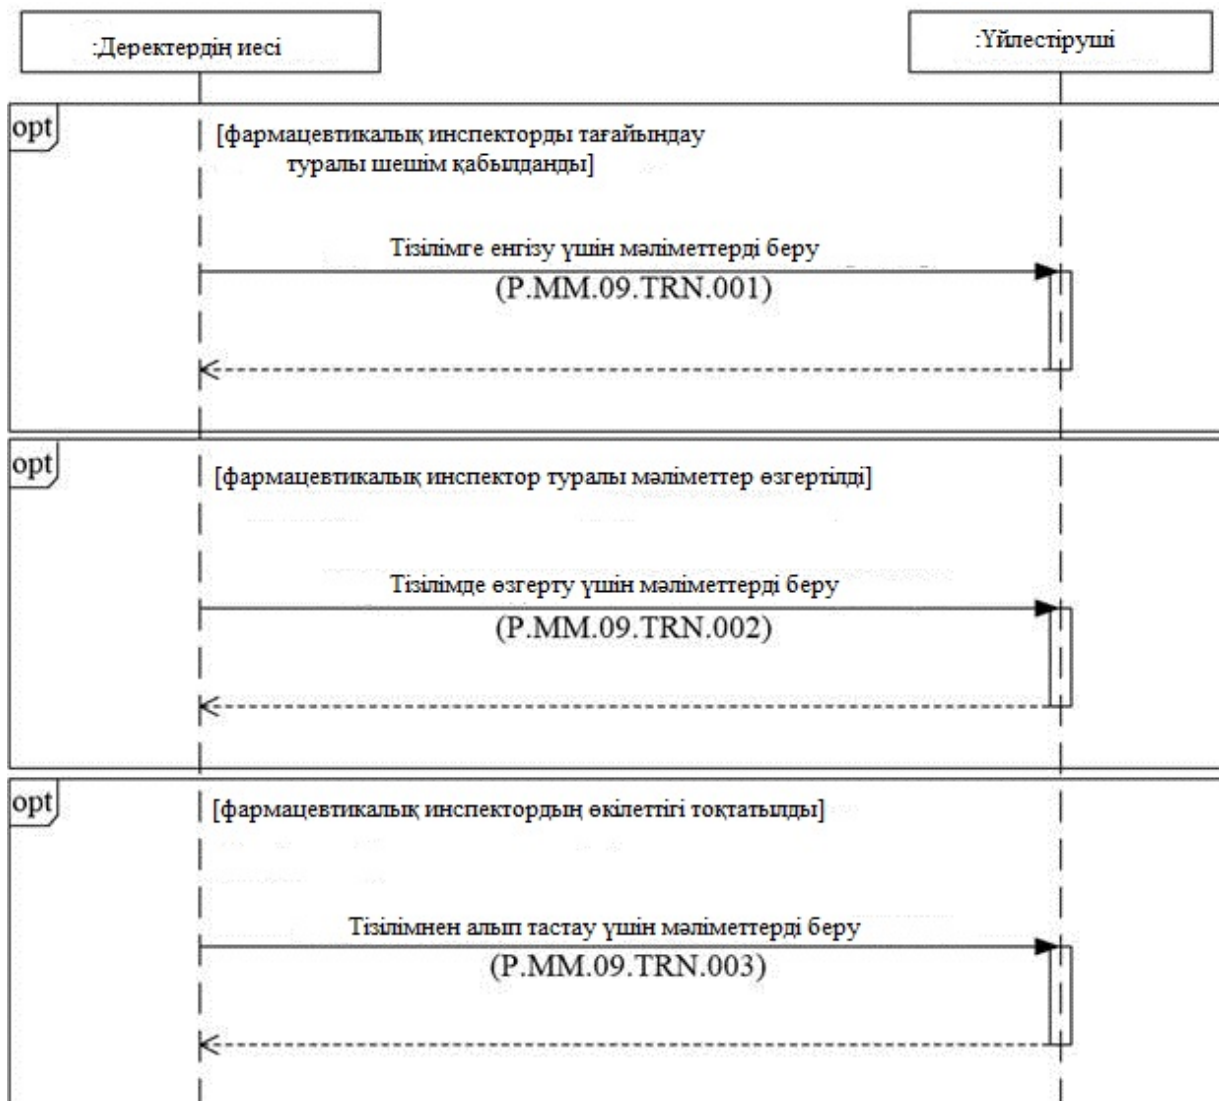 :Деректердің иесі
:Үйлестіруші
opt
[фармацевтикалық инспекторды тағайындау
туралы шешім қабылданды]
Тізілімге енгізу үшін мәліметтерді беру
(P.MM.09.TRN.001)
opt
[фармацевтикалық инспектор туралы мәліметтер өзгертілді]
Тізілімде өзгерту үшін мәліметтерді беру
(P.MM.09.TRN.002)
opt
[фармацевтикалық инспектордың өкілеттігі тоқтатылды]
Тізілімнен алып тастау үшін мәліметтерді беру
(P.MM.09.TRN.003)